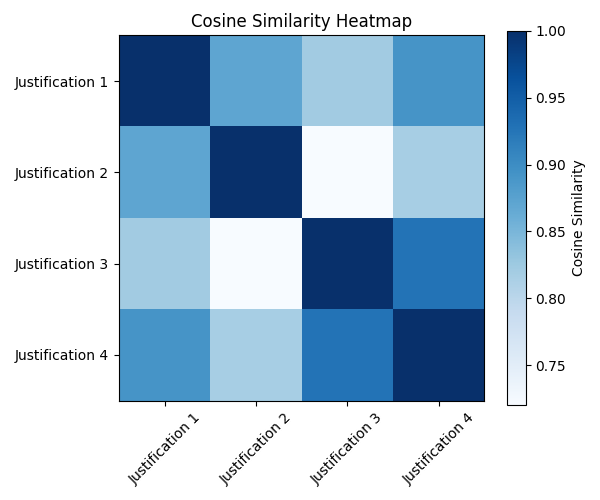 Cosine Similarity Heatmap
Justification 1
Justification 2
Justification 3
Justification 4
Justification 1
Justification 2
Justification 3
Justification 4
1.00
0.95
0.90
0.85
0.80
0.75
Cosine Similarity